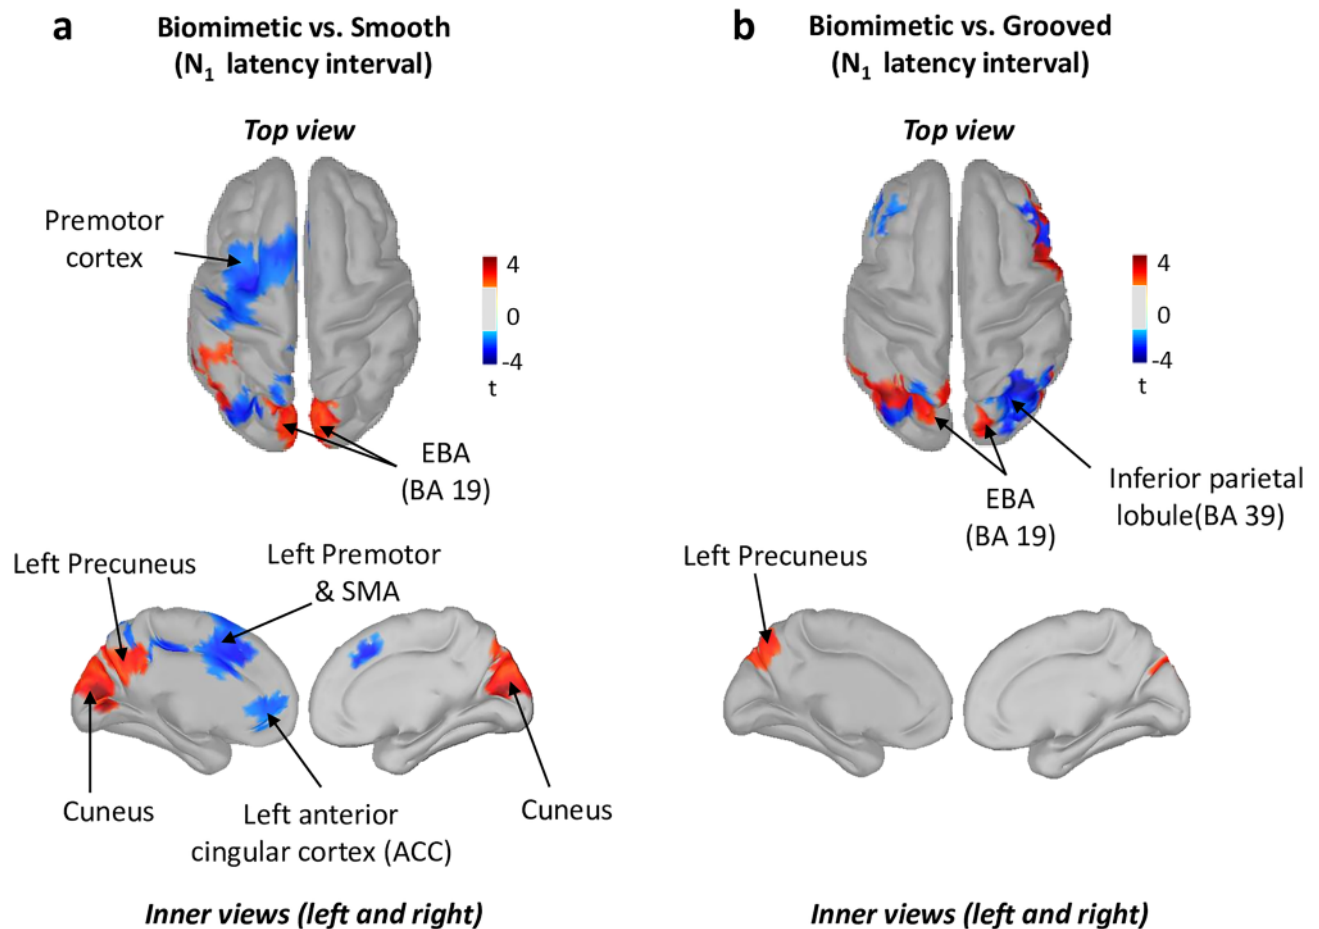 a
Biomimetic vs. Smooth
(N1 latency interval)
Top view
Premotor
cortex
4
0
-4
t
EBA
(BA 19)
Left Precuneus
Left Premotor
& SMA
Cuneus
Left anterior
cingular cortex (ACC)
Cuneus
Inner views (left and right)
b
Biomimetic vs. Grooved
(N1 latency interval)
Top view
4
0
-4
t
EBA
(BA 19)
Inferior parietal
lobule(BA 39)
Left Precuneus
Inner views (left and right)